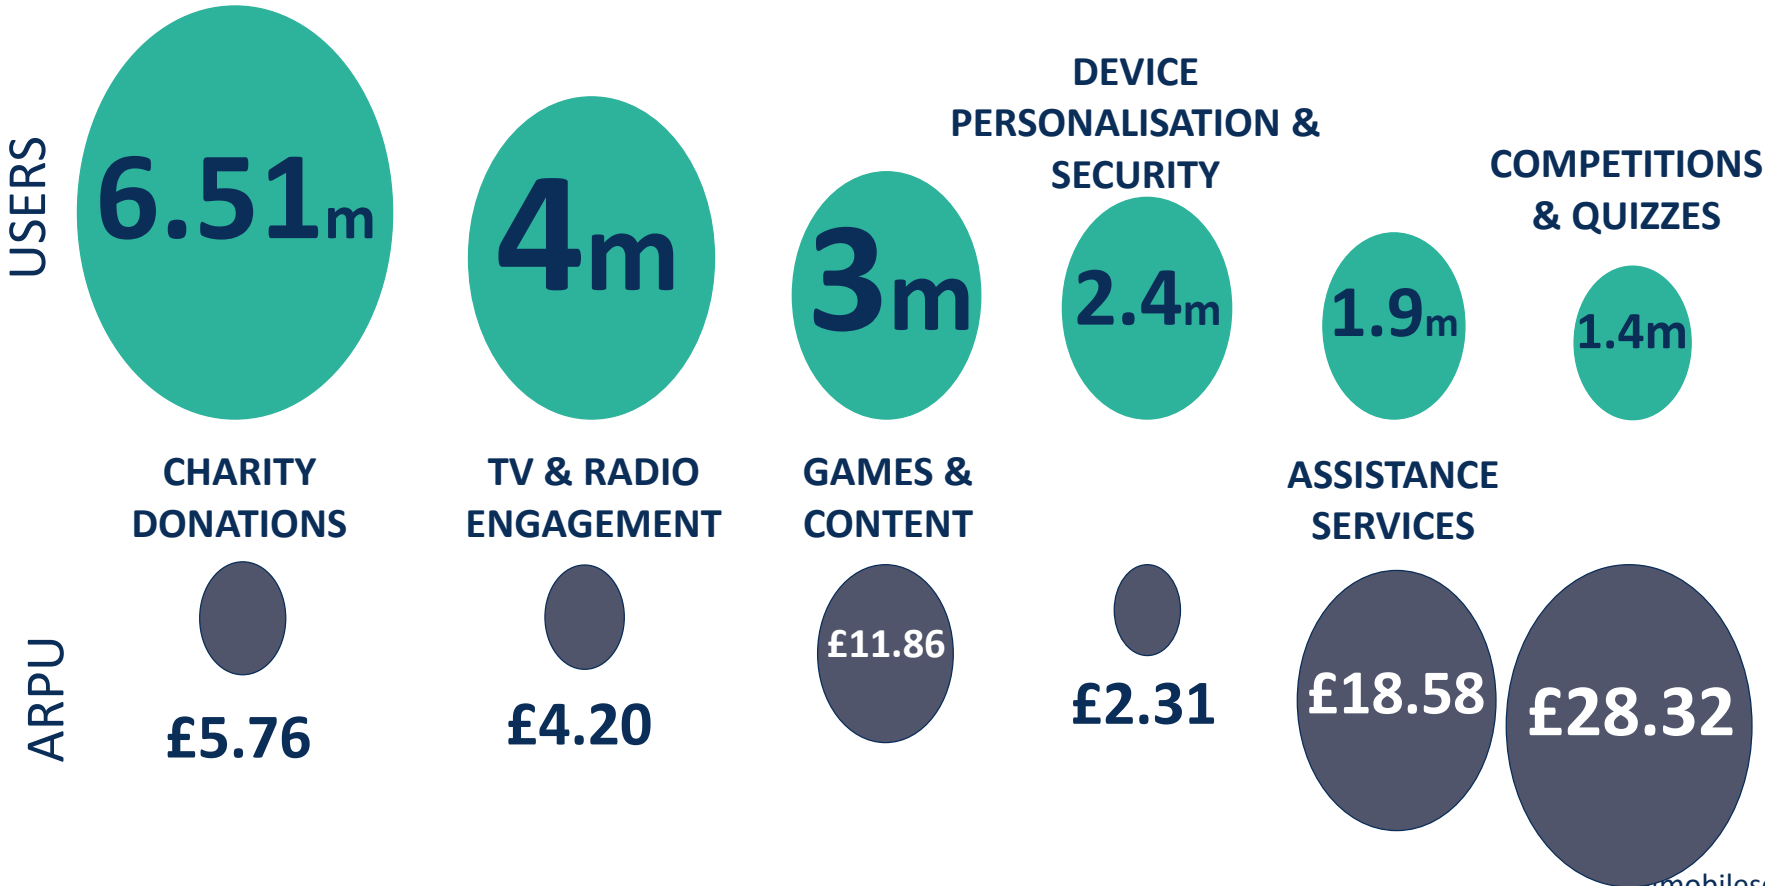 USERS
6.51m
4m
3m
DEVICE
PERSONALISATION &
SECURITY
2.4m
1.9m
COMPETITIONS
& QUIZZES
1.4m
CHARITY
DONATIONS
TV & RADIO
ENGAGEMENT
GAMES &
CONTENT
ASSISTANCE
SERVICES
ARPU
£5.76
£4.20
£11.86
£2.31
£18.58
£28.32